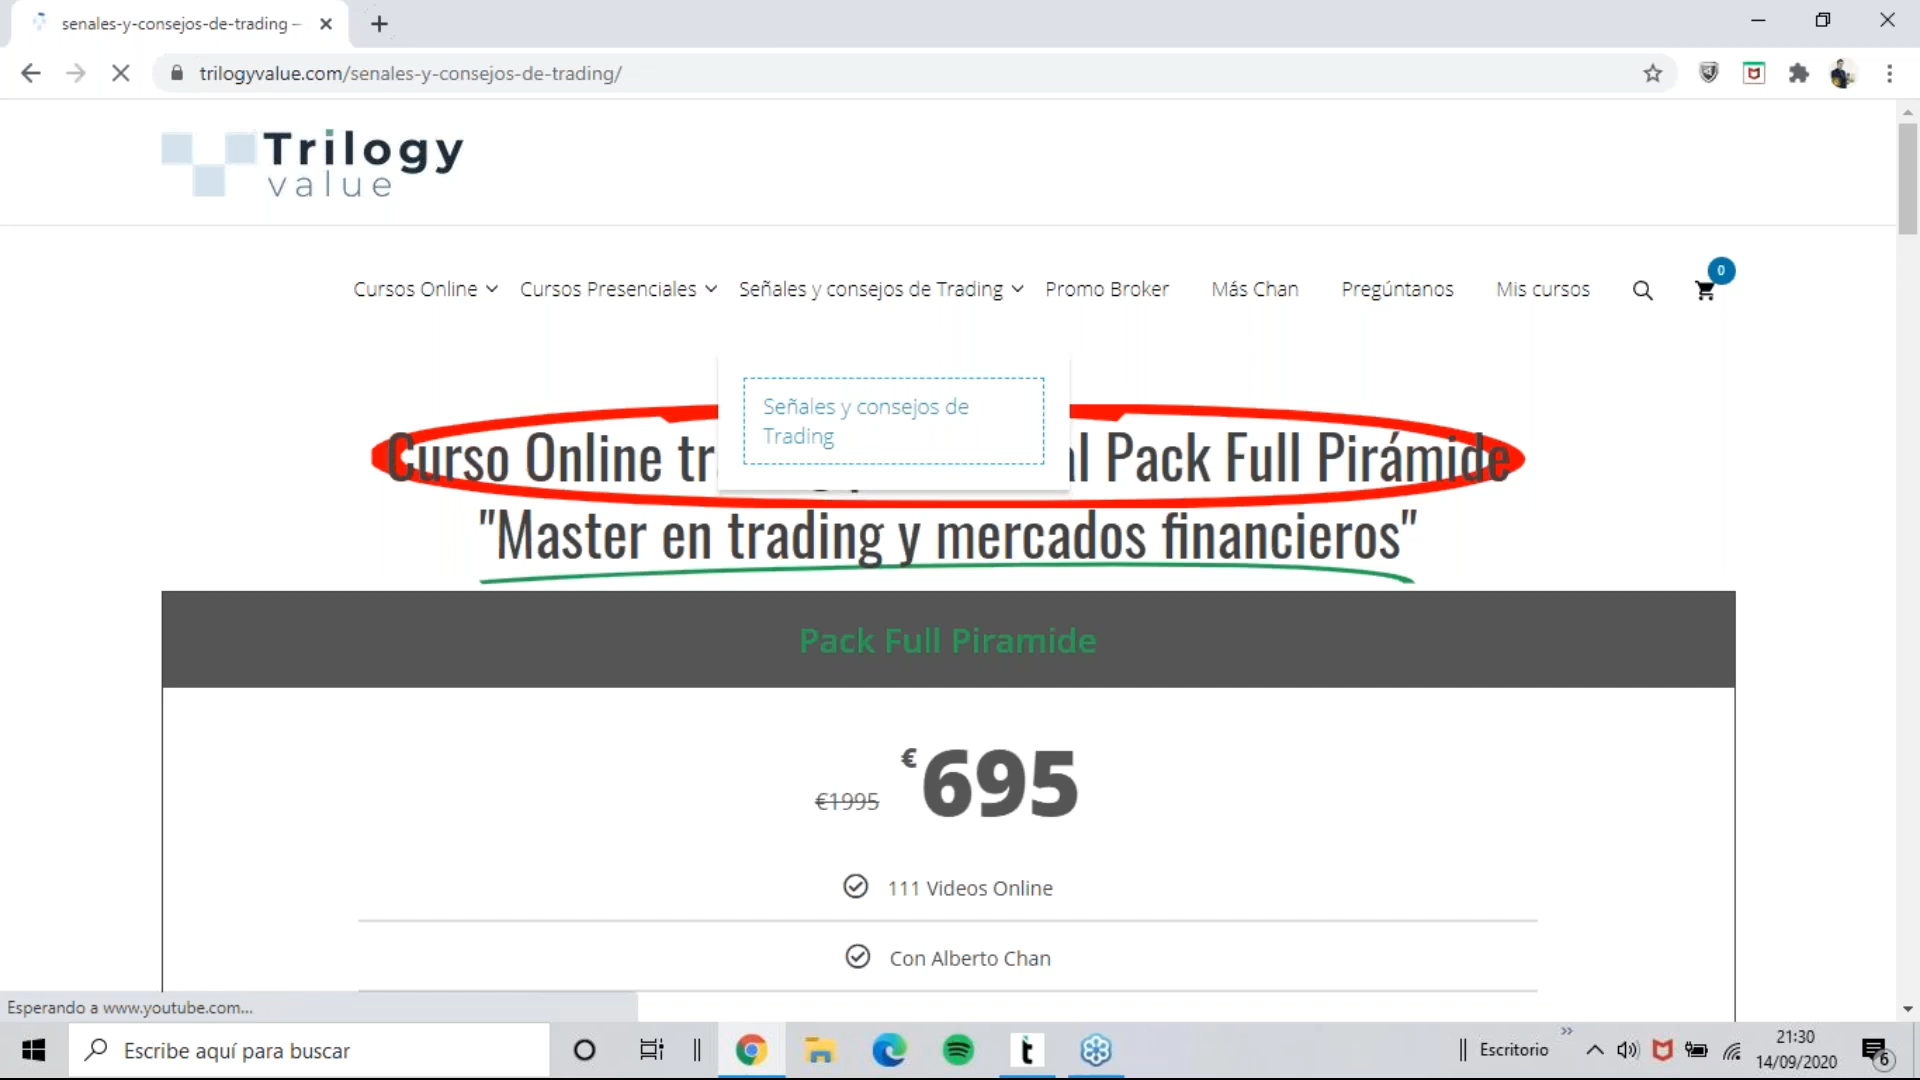 senales-y-consejos-de-trading –
trilogyvalue.com/senales-y-consejos-de-trading/
Trilogy
value
0
Cursos Online Cursos Presenciales Señales y consejos de Trading Promo Broker Más Chan Pregúntanos Mis cursos
Señales y consejos de
Trading
Curso Online tr al Pack Full Pirámide
"Master en trading y mercados financieros"
Pack Full Piramide
€1995 €695
111 Videos Online
Con Alberto Chan
Esperando a www.youtube.com...
Escribe aquí para buscar
Escritorio
21:30
14/09/2020
6